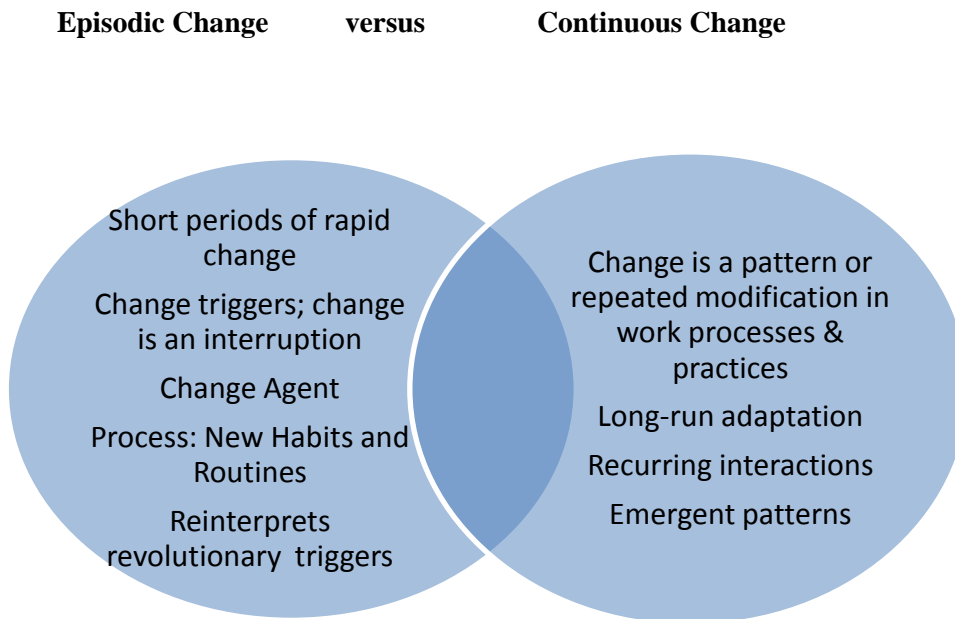 Episodic Change versus Continuous Change
Short periods of rapid
change
Change triggers; change
is an interruption
Change Agent
Process: New Habits and
Routines
Reinterprets
revolutionary triggers
Change is a pattern or
repeated modification in
work processes &
practices
Long-run adaptation
Recurring interactions
Emergent patterns